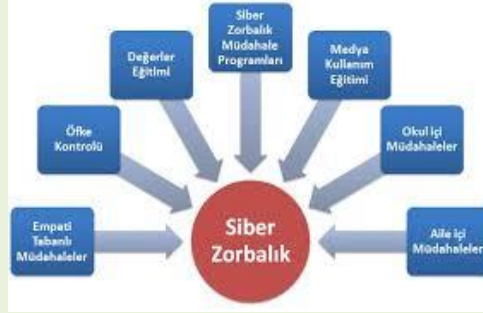 Siber
Zorbalık
Müdahale
Programları
Değerler
Eğitimi
Medya
Kullanım
Eğitimi
Öfke
Kontrolü
Okul içi
Müdahaleler
Empati
Tabanlı
Müdahaleler
Siber
Zorbalık
Aile içi
Müdahaleler